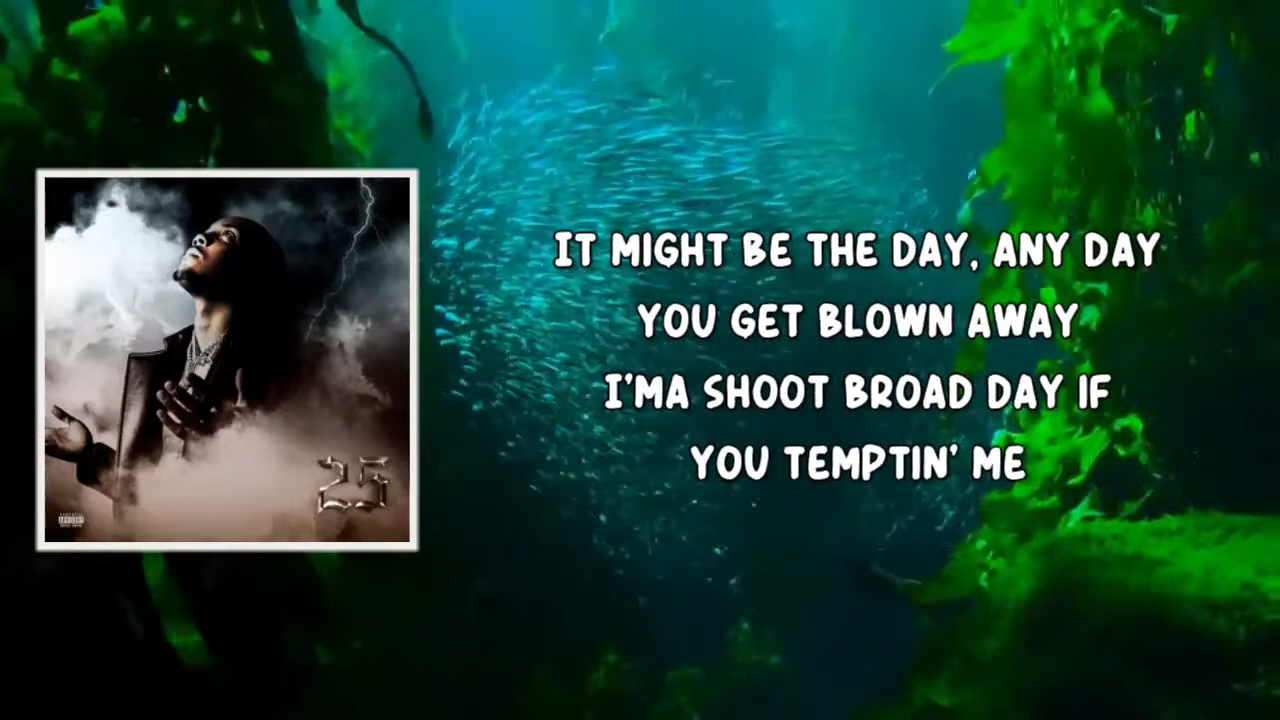 IT MIGHT BE THE DAY, ANY DAY
YOU GET BLOWN AWAY
I'MA SHOOT BROAD DAY IF
YOU TEMPTIN' ME
25